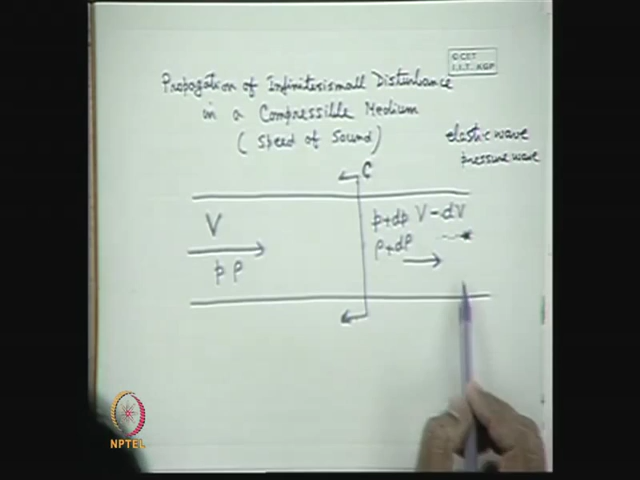 ©CET
I.I.T. KGP
Propagation of Infinitesimall Disturbance
in a Compressible Medium
( Speed of Sound )
elastic wave
pressure wave
C
V
p+dp V-dV
ρ+dρ
p ρ
NPTEL